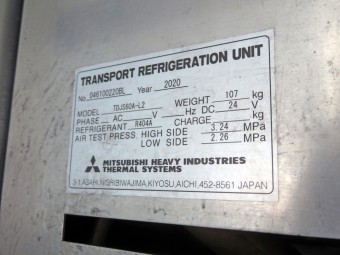 TRANSPORT REFRIGERATION UNIT
No. 046100220BL Year 2020
MODEL TDJS60A-L2 WEIGHT 107 kg
PHASE AC V Hz DC 24 V
REFRIGERANT R404A CHARGE kg
AIR TEST PRESS. HIGH SIDE 3.24 MPa
LOW SIDE 2.26 MPa
MITSUBISHI HEAVY INDUSTRIES
THERMAL SYSTEMS
3-1, ASAHI, NISHIBIWAJIMA, KIYOSU, AICHI, 452-8561 JAPAN